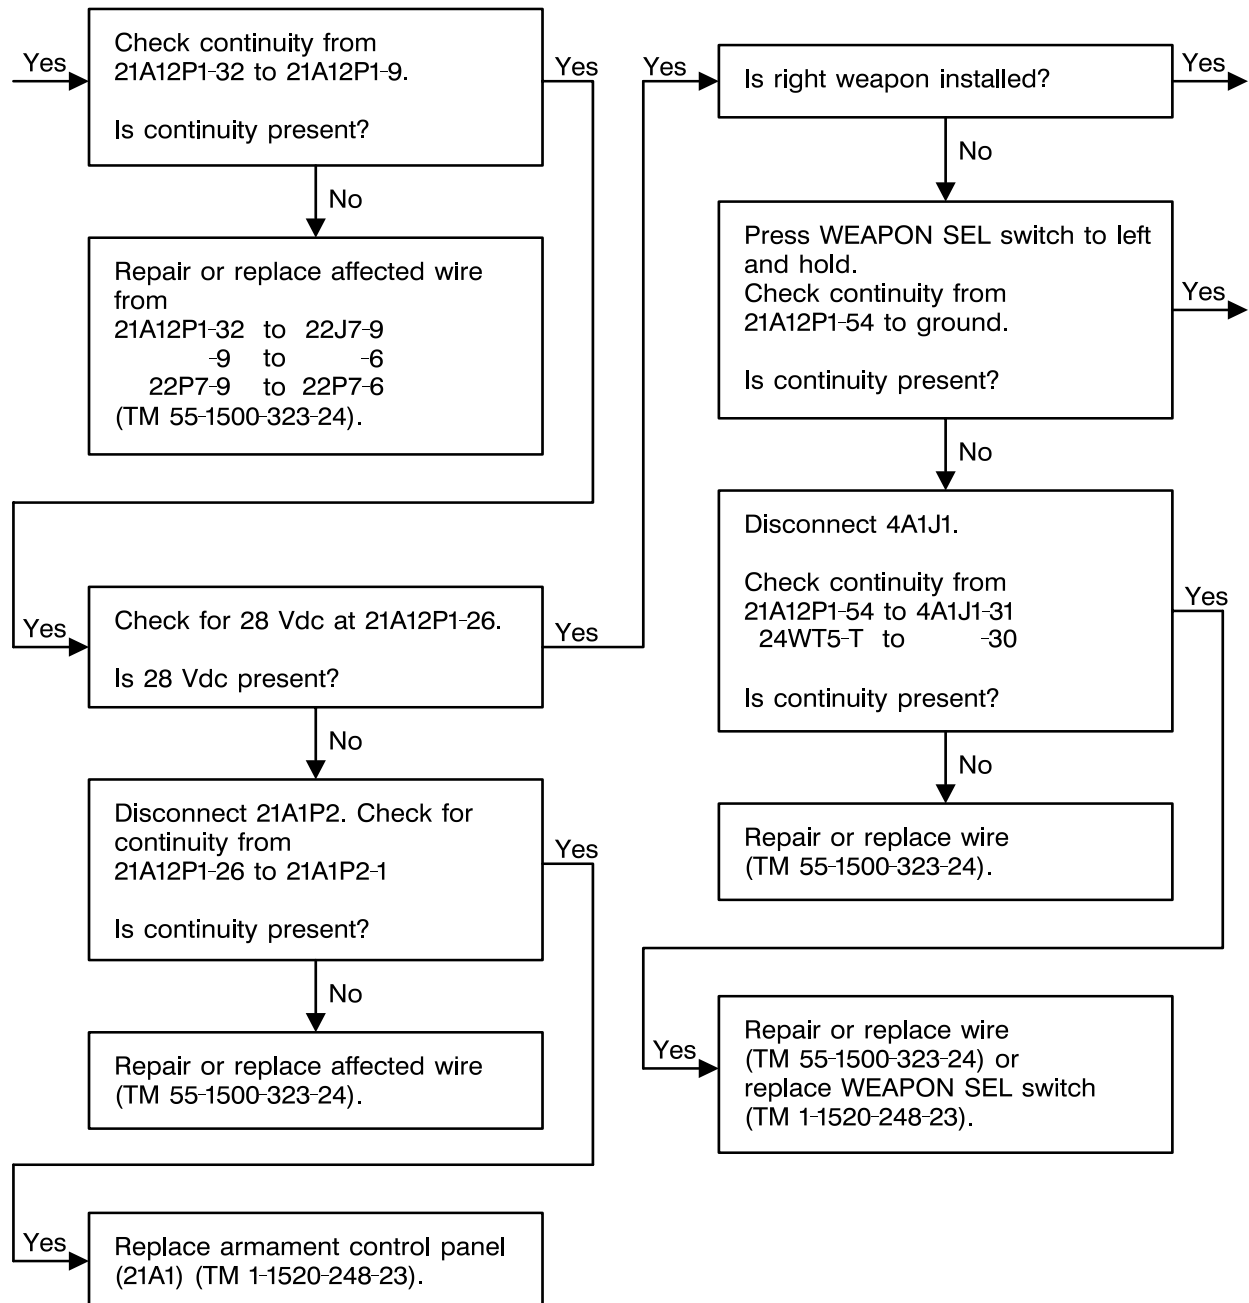 Yes
Check continuity from
21A12P1-32 to 21A12P1-9.
Is continuity present?
Yes
No
Repair or replace affected wire
from
21A12P1-32 to 22J7-9
-9 to -6
22P7-9 to 22P7-6
(TM 55-1500-323-24).
Yes
Check for 28 Vdc at 21A12P1-26.
Is 28 Vdc present?
Yes
No
Disconnect 21A1P2. Check for
continuity from
21A12P1-26 to 21A1P2-1
Is continuity present?
Yes
No
Repair or replace affected wire
(TM 55-1500-323-24).
Yes
Replace armament control panel
(21A1) (TM 1-1520-248-23).
Yes
Is right weapon installed?
Yes
No
Press WEAPON SEL switch to left
and hold.
Check continuity from
21A12P1-54 to ground.
Is continuity present?
Yes
No
Disconnect 4A1J1.
Check continuity from
21A12P1-54 to 4A1J1-31
24WT5-T to -30
Is continuity present?
Yes
No
Repair or replace wire
(TM 55-1500-323-24).
Yes
Repair or replace wire
(TM 55-1500-323-24) or
replace WEAPON SEL switch
(TM 1-1520-248-23).